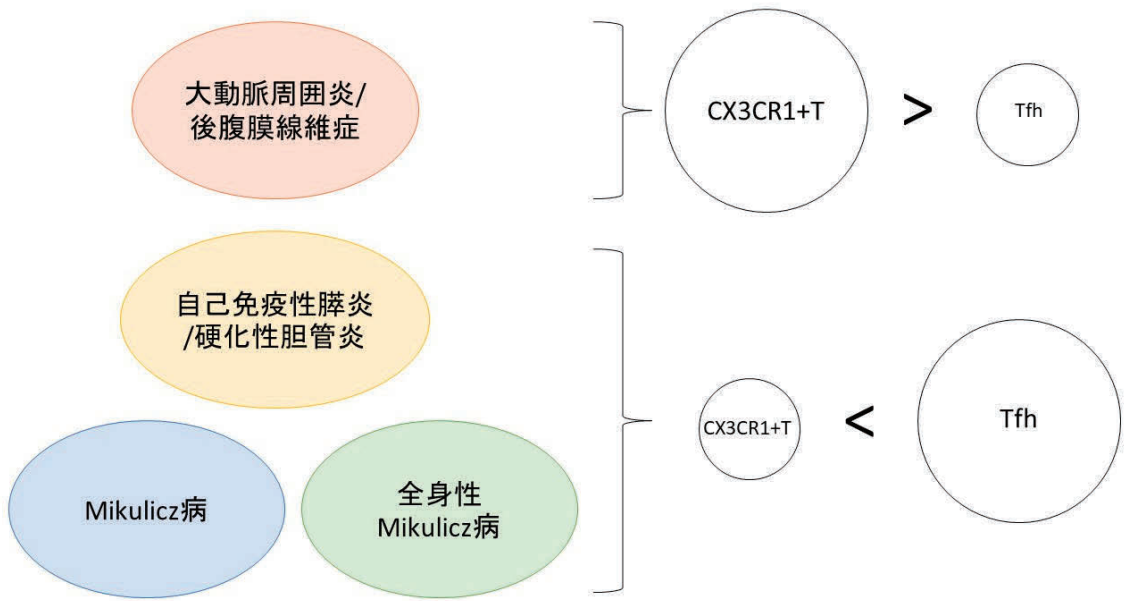 大動脈周囲炎/
後腹膜線維症
CX3CR1+T
>
Tfh
自己免疫性膵炎
/硬化性胆管炎
CX3CR1+T
<
Tfh
Mikulicz病
全身性
Mikulicz病